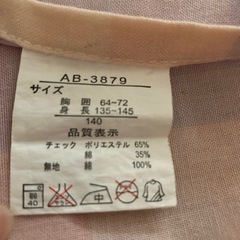 AB-3879
サイズ
胸囲 64-72
身長 135-145
140
品質表示
チェック ポリエステル 65%
綿 35%
無地 綿 100%
40 中